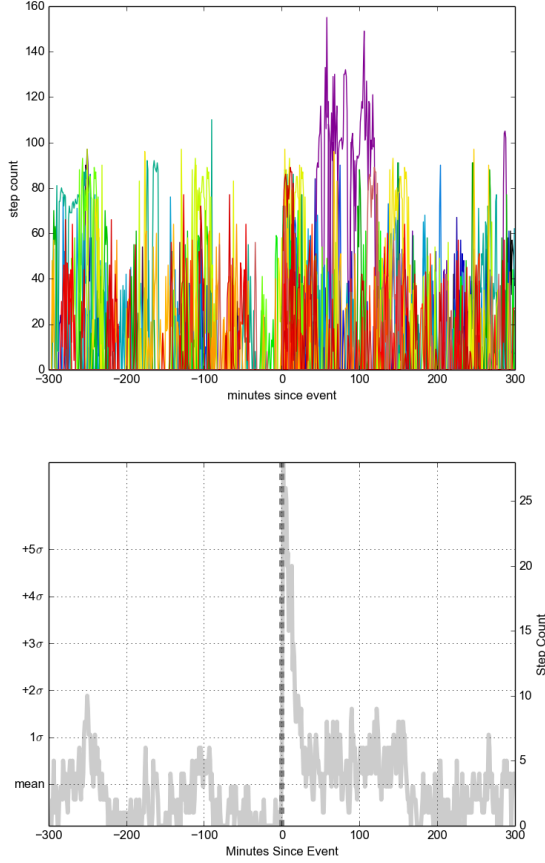 160
140
120
100
80
60
40
20
0
step count
−300 −200 −100 0 100 200 300
minutes since event
+5σ
+4σ
+3σ
+2σ
1σ
mean
25
20
15
10
5
0
Step Count
−300 −200 −100 0 100 200 300
Minutes Since Event